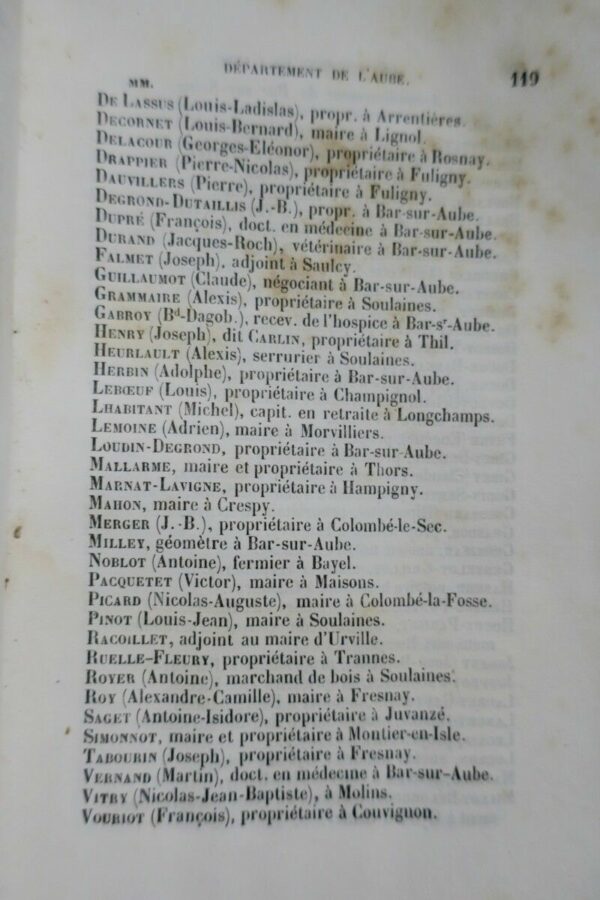 DÉPARTEMENT DE L'AUBE. 119
MM.
DE LASSUS (Louis-Ladislas), propr. à Arrentières.
DECORNET (Louis-Bernard), maire à Lignol.
DELACOUR (Georges-Eléonor), propriétaire à Rosnay.
DRAPPIER (Pierre-Nicolas), propriétaire à Fuligny.
DAUVILLERS (Pierre), propriétaire à Fuligny.
DEGROND-DUTAILLIS (J.-B.), propr. à Bar-sur-Aube.
DUPRÉ (François), doct. en médecine à Bar-sur-Aube.
DURAND (Jacques-Roch), vétérinaire à Bar-sur-Aube.
FALMET (Joseph), adjoint à Saulcy.
GUILLAUMOT (Claude), négociant à Bar-sur-Aube.
GRAMMAIRE (Alexis), propriétaire à Soulaines.
GABROY (Bd-Dagob.), recev. de l'hospice à Bar-sr-Aube.
HENRY (Joseph), dit CARLIN, propriétaire à Thil.
HEURLAULT (Alexis), serrurier à Soulaines.
HERBIN (Adolphe), propriétaire à Bar-sur-Aube.
LEBŒUF (Louis), propriétaire à Champignol.
LHABITANT (Michel), capit. en retraite à Longchamps.
LEMOINE (Adrien), maire à Morvilliers.
LOUDIN-DEGROND, propriétaire à Bar-sur-Aube.
MALLARME, maire et propriétaire à Thors.
MARNAT-LAVIGNE, propriétaire à Hampigny.
MAHON, maire à Crespy.
MERGER (J.-B.), propriétaire à Colombé-le-Sec.
MILLEY, géomètre à Bar-sur-Aube.
NOBLOT (Antoine), fermier à Bayel.
PACQUETET (Victor), maire à Maisons.
PICARD (Nicolas-Auguste), maire à Colombé-la-Fosse.
PINOT (Louis-Jean), maire à Soulaines.
RACOILLET, adjoint au maire d'Urville.
RUELLE-FLEURY, propriétaire à Trannes.
ROYER (Antoine), marchand de bois à Soulaines.
ROY (Alexandre-Camille), maire à Fresnay.
SAGET (Antoine-Isidore), propriétaire à Juvanzé.
SIMONNOT, maire et propriétaire à Montier-en-Isle.
TABOURIN (Joseph), propriétaire à Fresnay.
VERNAND (Martin), doct. en médecine à Bar-sur-Aube.
VITRY (Nicolas-Jean-Baptiste), à Molins.
VOURIOT (François), propriétaire à Couvignon.